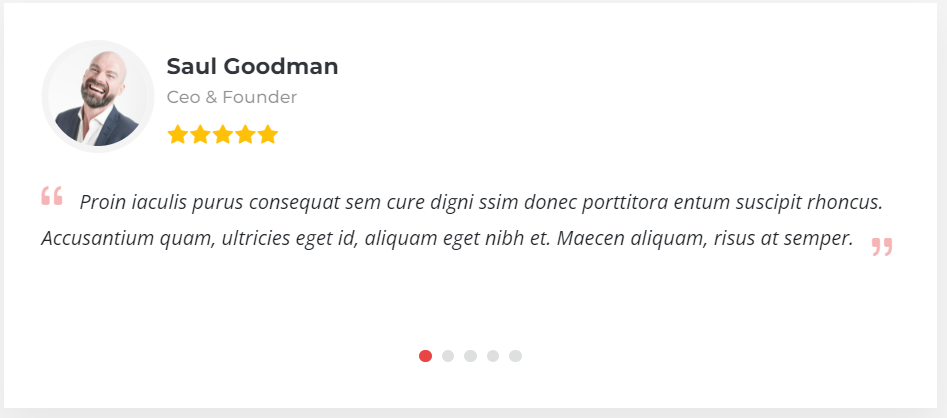 Saul Goodman
Ceo & Founder
“ Proin iaculis purus consequat sem cure digni ssim donec porttitora entum suscipit rhoncus.
Accusantium quam, ultricies eget id, aliquam eget nibh et. Maecen aliquam, risus at semper. ”